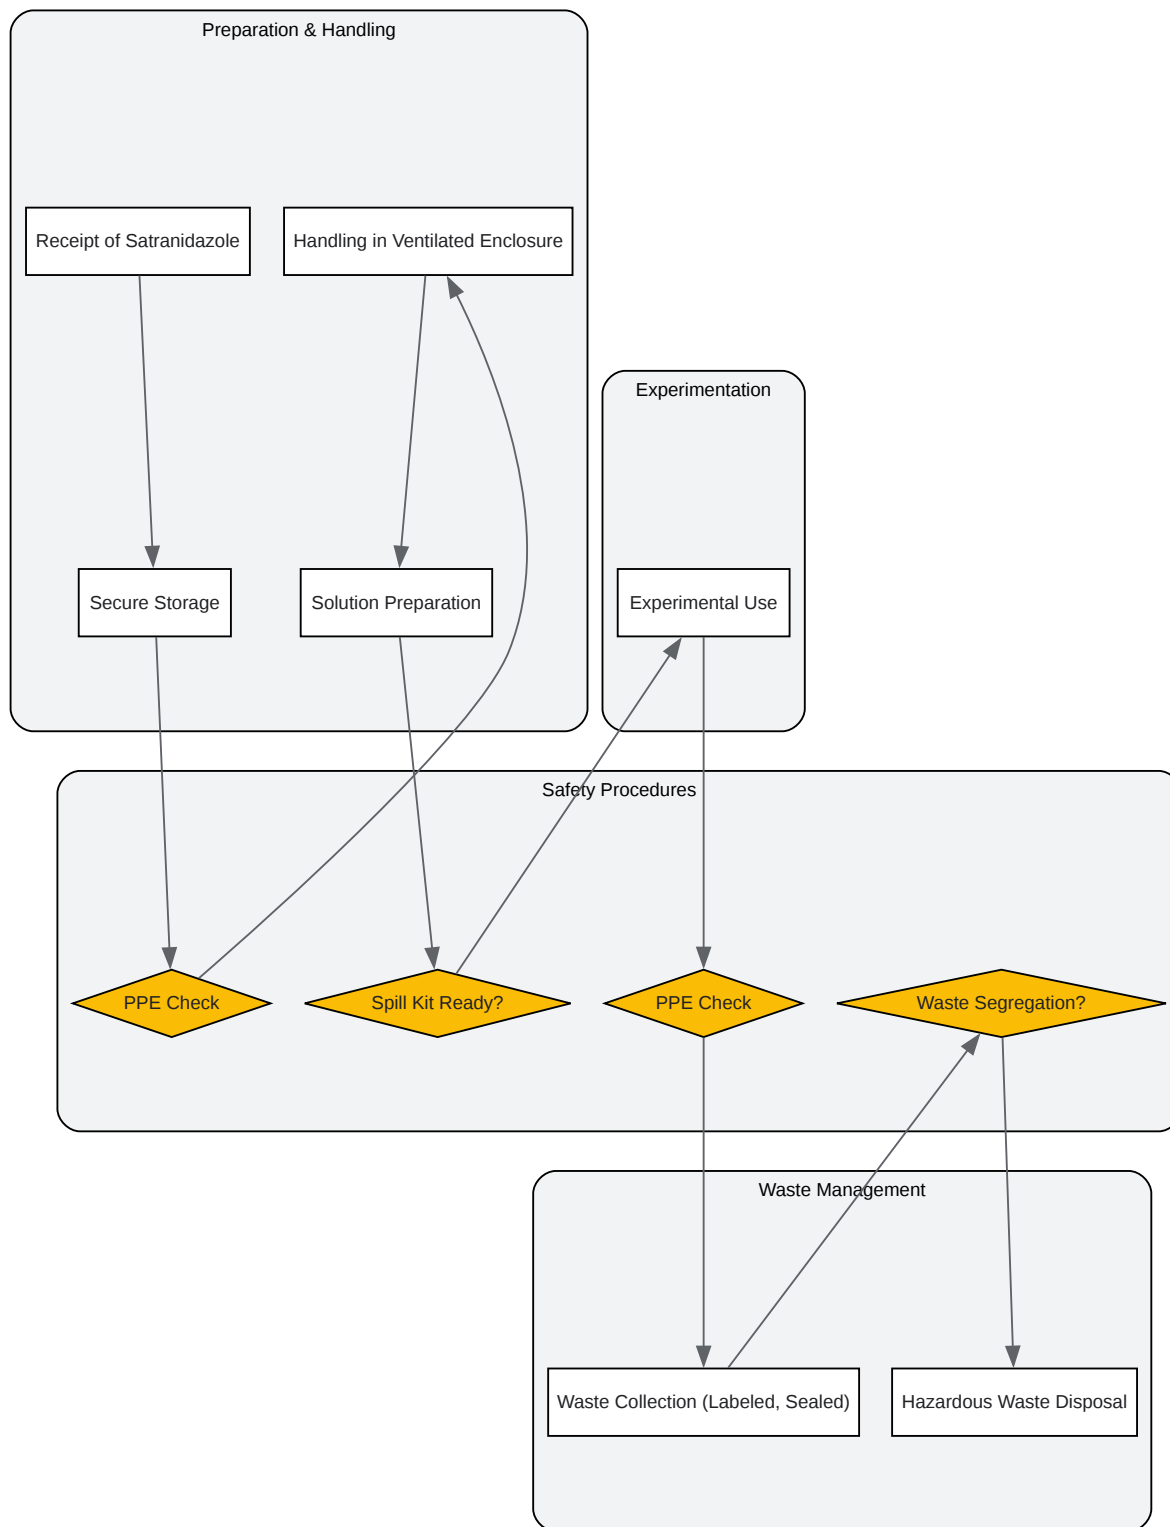 Preparation & Handling
Receipt of Satranidazole
Handling in Ventilated Enclosure
Experimentation
Secure Storage
Solution Preparation
Experimental Use
Safety Procedures
PPE Check
Spill Kit Ready?
PPE Check
Waste Segregation?
Waste Management
Waste Collection (Labeled, Sealed)
Hazardous Waste Disposal